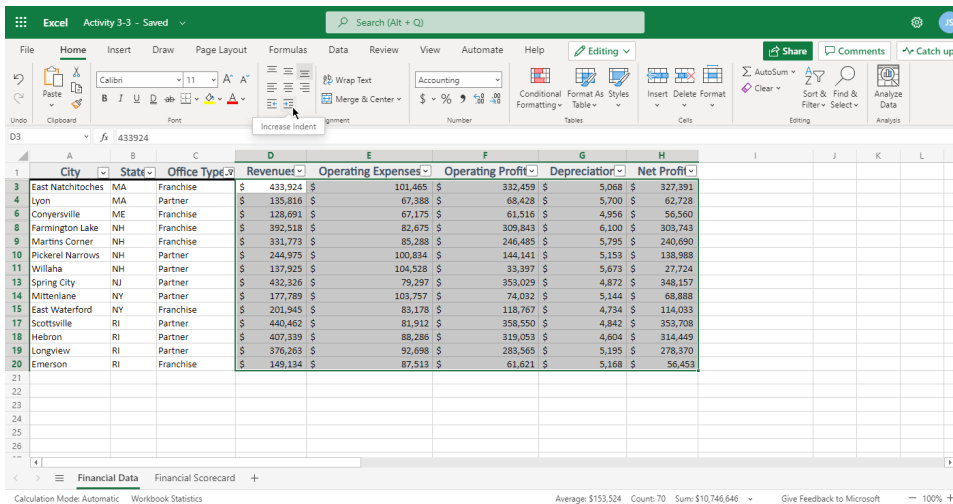 Excel Activity 3-3 - Saved Search (Alt + Q) JS
File Home Insert Draw Page Layout Formulas Data Review View Automate Help Editing Share Comments Catch up
Paste Calibri 11 A^ A˅ Wrap Text Accounting Conditional Formatting Format As Table Styles Insert Delete Format AutoSum Clear Sort & Filter Find & Select Analyze Data
B I U D ab A Merge & Center $ % 9 .00
Undo Clipboard Font Alignment Number Tables Cells Editing Analysis
Increase Indent
D3 fx 433924
A B C D E F G H I J K L
1 City State Office Type Revenues Operating Expenses Operating Profit Depreciation Net Profit
3 East Natchitoches MA Franchise $ 433,924 $ 101,465 $ 332,459 $ 5,068 $ 327,391
4 Lyon MA Partner $ 135,816 $ 67,388 $ 68,428 $ 5,700 $ 62,728
6 Conyersville ME Franchise $ 128,691 $ 67,175 $ 61,516 $ 4,956 $ 56,560
8 Farmington Lake NH Franchise $ 392,518 $ 82,675 $ 309,843 $ 6,100 $ 303,743
9 Martins Corner NH Franchise $ 331,773 $ 85,288 $ 246,485 $ 5,795 $ 240,690
10 Pickerel Narrows NH Partner $ 244,975 $ 100,834 $ 144,141 $ 5,153 $ 138,988
11 Willaha NH Partner $ 137,925 $ 104,528 $ 33,397 $ 5,673 $ 27,724
13 Spring City NJ Partner $ 432,326 $ 79,297 $ 353,029 $ 4,872 $ 348,157
14 Mittenlane NY Partner $ 177,789 $ 103,757 $ 74,032 $ 5,144 $ 68,888
15 East Waterford NY Franchise $ 201,945 $ 83,178 $ 118,767 $ 4,734 $ 114,033
17 Scottsville RI Partner $ 440,462 $ 81,912 $ 358,550 $ 4,842 $ 353,708
18 Hebron RI Partner $ 407,339 $ 88,286 $ 319,053 $ 4,604 $ 314,449
19 Longview RI Partner $ 376,263 $ 92,698 $ 283,565 $ 5,195 $ 278,370
20 Emerson RI Franchise $ 149,134 $ 87,513 $ 61,621 $ 5,168 $ 56,453
21
22
23
24
25
26
Financial Data Financial Scorecard +
Calculation Mode: Automatic Workbook Statistics Average: $153,524 Count: 70 Sum: $10,746,646 Give Feedback to Microsoft − 100% +